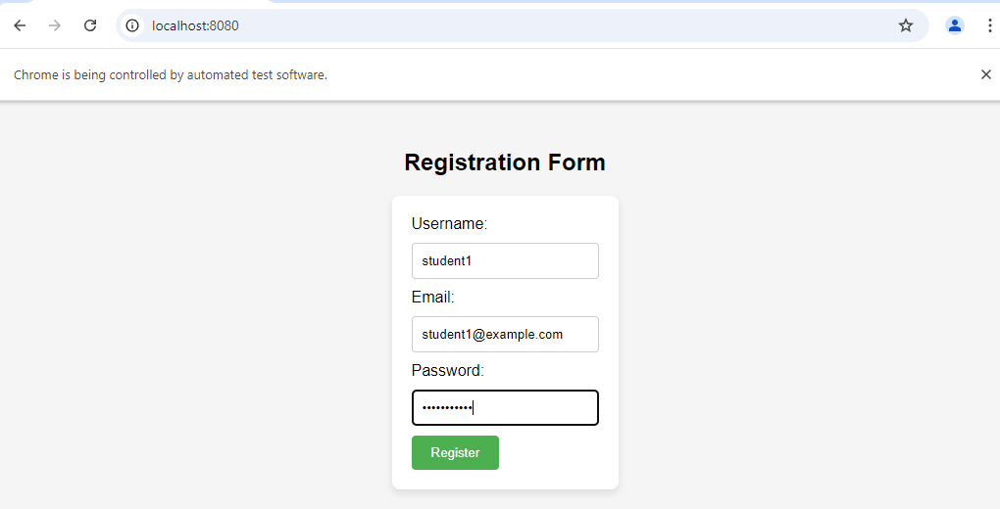 localhost:8080
Chrome is being controlled by automated test software.
Registration Form
Username:
student1
Email:
student1@example.com
Password:
•••••••••••
Register